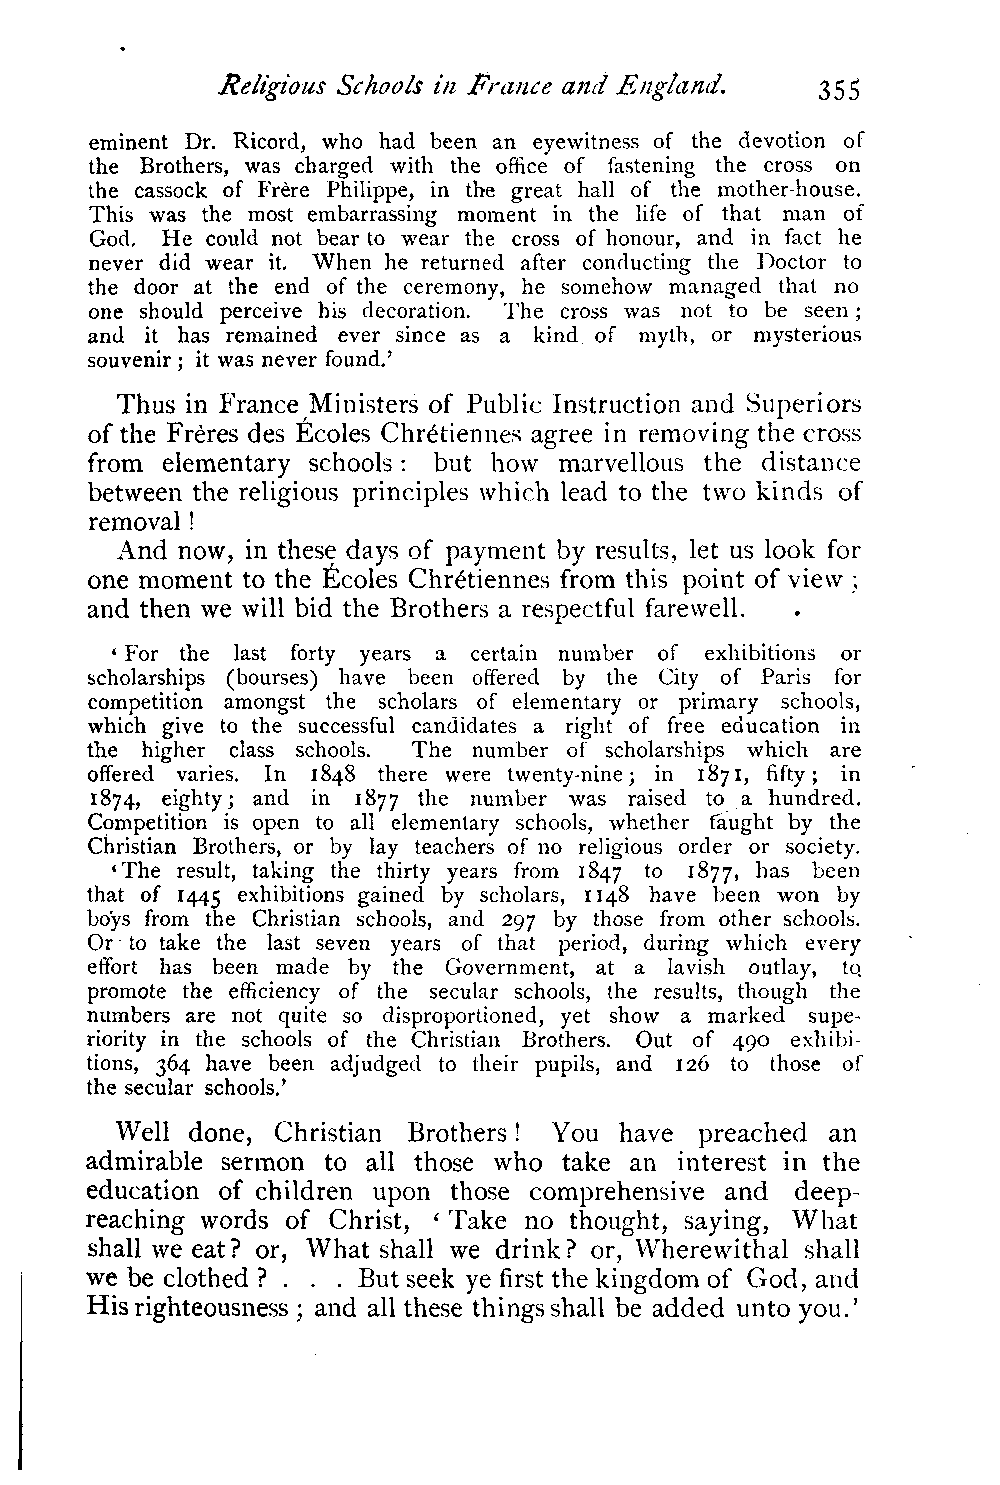 Religious Schools in France and England. 355
eminent Dr. Ricord, who had been an eyewitness of the devotion of
the Brothers, was charged with the office of fastening the cross on
the cassock of Frère Philippe, in the great hall of the mother-house.
This was the most embarrassing moment in the life of that man of
God. He could not bear to wear the cross of honour, and in fact he
never did wear it. When he returned after conducting the Doctor to
the door at the end of the ceremony, he somehow managed that no
one should perceive his decoration. The cross was not to be seen ;
and it has remained ever since as a kind of myth, or mysterious
souvenir ; it was never found.’
Thus in France Ministers of Public Instruction and Superiors
of the Frères des Écoles Chrétiennes agree in removing the cross
from elementary schools : but how marvellous the distance
between the religious principles which lead to the two kinds of
removal !
And now, in these days of payment by results, let us look for
one moment to the Écoles Chrétiennes from this point of view ;
and then we will bid the Brothers a respectful farewell.
‘ For the last forty years a certain number of exhibitions or
scholarships (bourses) have been offered by the City of Paris for
competition amongst the scholars of elementary or primary schools,
which give to the successful candidates a right of free education in
the higher class schools. The number of scholarships which are
offered varies. In 1848 there were twenty-nine ; in 1871, fifty ; in
1874, eighty ; and in 1877 the number was raised to a hundred.
Competition is open to all elementary schools, whether taught by the
Christian Brothers, or by lay teachers of no religious order or society.
‘The result, taking the thirty years from 1847 to 1877, has been
that of 1445 exhibitions gained by scholars, 1148 have been won by
boys from the Christian schools, and 297 by those from other schools.
Or to take the last seven years of that period, during which every
effort has been made by the Government, at a lavish outlay, to
promote the efficiency of the secular schools, the results, though the
numbers are not quite so disproportioned, yet show a marked supe-
riority in the schools of the Christian Brothers. Out of 490 exhibi-
tions, 364 have been adjudged to their pupils, and 126 to those of
the secular schools.’
Well done, Christian Brothers ! You have preached an
admirable sermon to all those who take an interest in the
education of children upon those comprehensive and deep-
reaching words of Christ, ‘ Take no thought, saying, What
shall we eat ? or, What shall we drink ? or, Wherewithal shall
we be clothed ? . . . But seek ye first the kingdom of God, and
His righteousness ; and all these things shall be added unto you.’